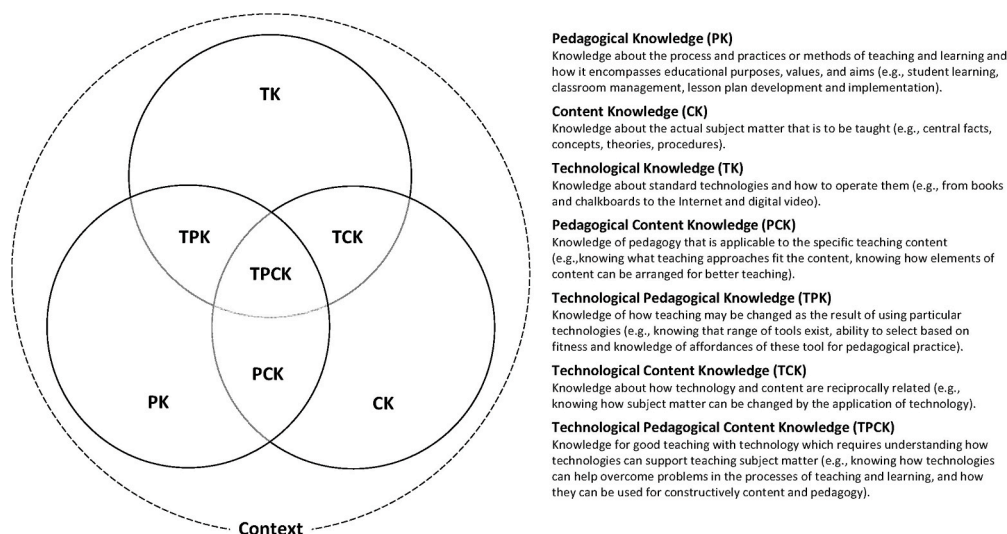 TK
TPK
TCK
TPCK
PCK
PK
CK
Context
Pedagogical Knowledge (PK)
Knowledge about the process and practices or methods of teaching and learning and
how it encompasses educational purposes, values, and aims (e.g., student learning,
classroom management, lesson plan development and implementation).
Content Knowledge (CK)
Knowledge about the actual subject matter that is to be taught (e.g., central facts,
concepts, theories, procedures).
Technological Knowledge (TK)
Knowledge about standard technologies and how to operate them (e.g., from books
and chalkboards to the Internet and digital video).
Pedagogical Content Knowledge (PCK)
Knowledge of pedagogy that is applicable to the specific teaching content
(e.g.,knowing what teaching approaches fit the content, knowing how elements of
content can be arranged for better teaching).
Technological Pedagogical Knowledge (TPK)
Knowledge of how teaching may be changed as the result of using particular
technologies (e.g., knowing that range of tools exist, ability to select based on
fitness and knowledge of affordances of these tool for pedagogical practice).
Technological Content Knowledge (TCK)
Knowledge about how technology and content are reciprocally related (e.g.,
knowing how subject matter can be changed by the application of technology).
Technological Pedagogical Content Knowledge (TPCK)
Knowledge for good teaching with technology which requires understanding how
technologies can support teaching subject matter (e.g., knowing how technologies
can help overcome problems in the processes of teaching and learning, and how
they can be used for constructively content and pedagogy).